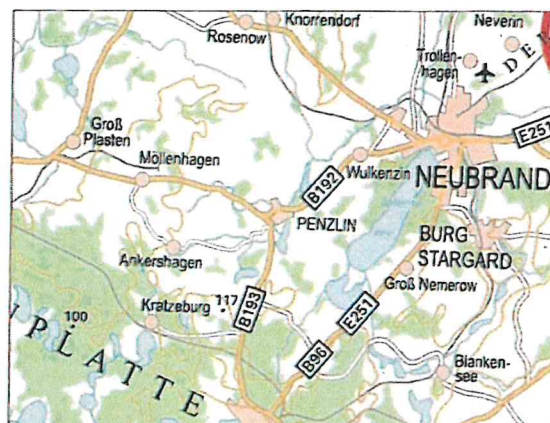 Knorrendorf
Rosenow
Neverin
Trollen-
hagen
DEN
E251
Groß
Plasten
Möllenhagen
Wulkenzin
B192
NEUBRAND
PENZLIN
BURG
STARGARD
Ankershagen
Groß Nemerow
117
Kratzeburg
100
B193
E251
B96
Blanken-
see
PLATTE